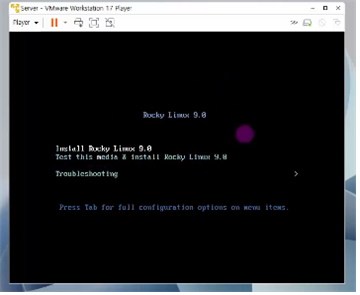 Server - VMware Workstation 17 Player
Player
Rocky Linux 9.0
Install Rocky Linux 9.0
Test this media & install Rocky Linux 9.0
Troubleshooting
Press Tab for full configuration options on menu items.